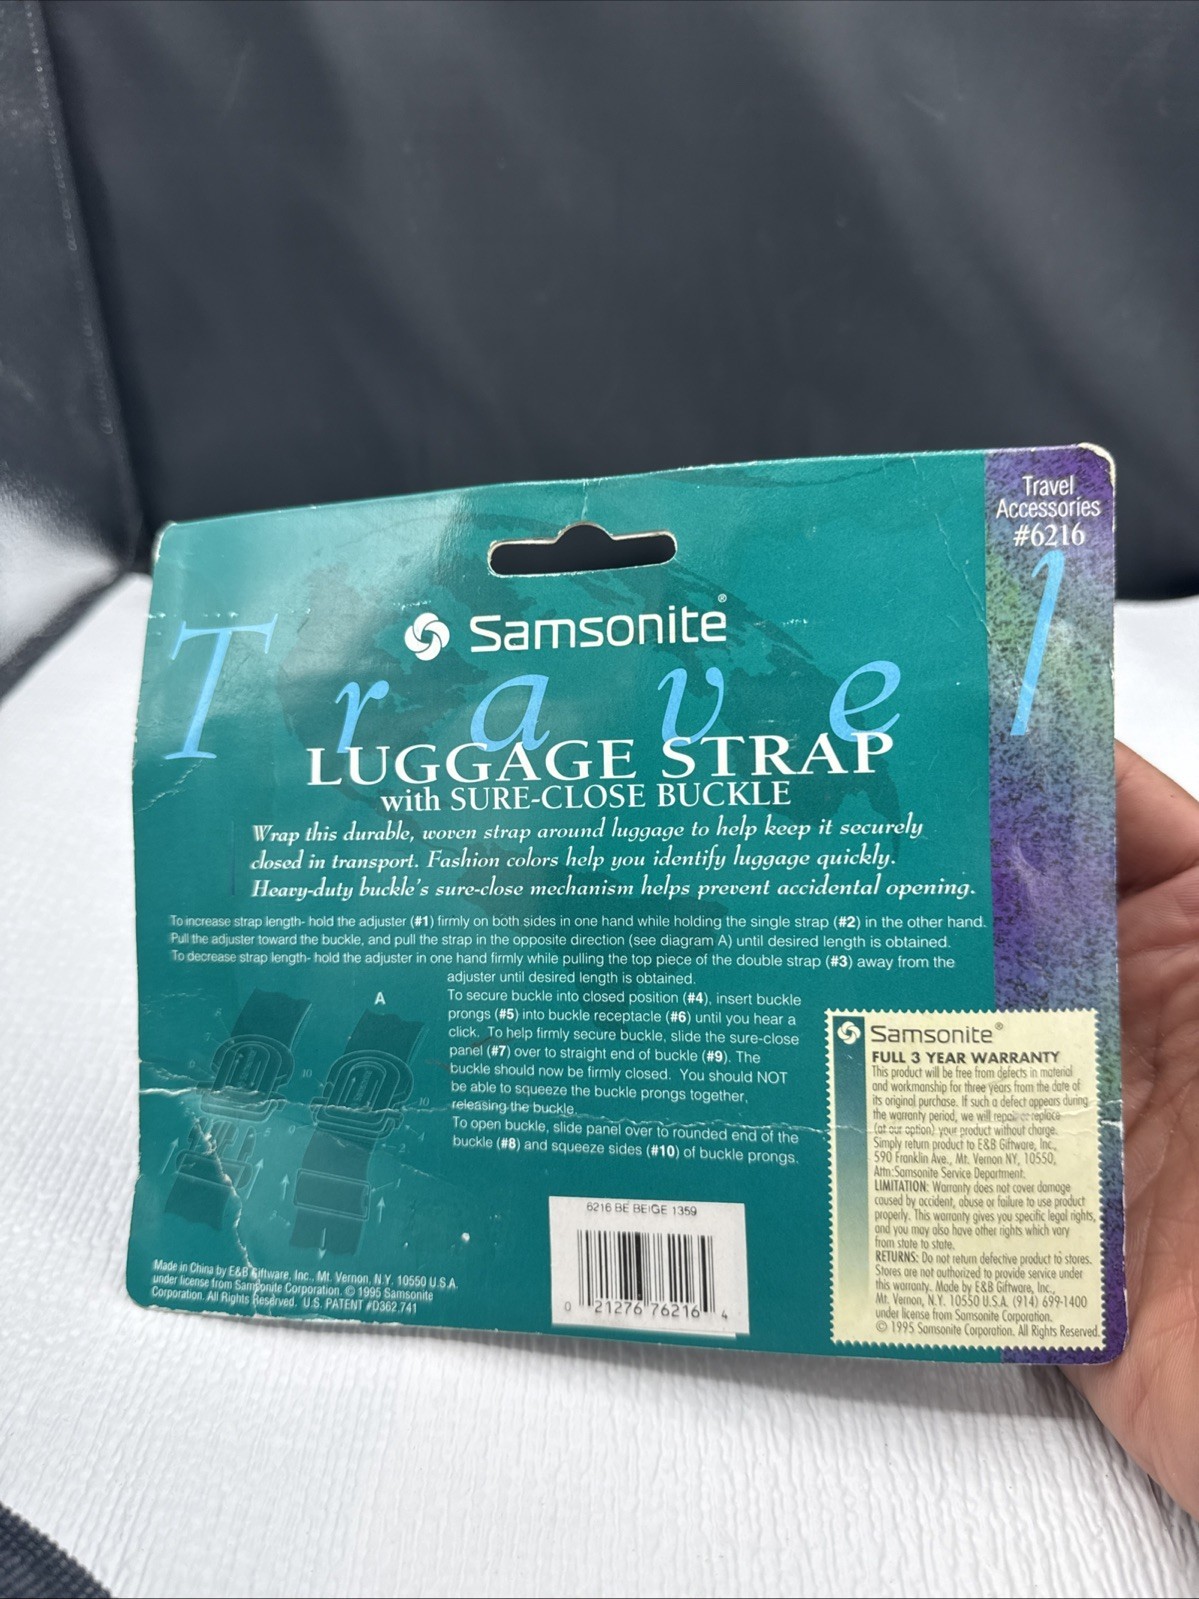 Travel
Accessories
#6216
Samsonite®
Travel
LUGGAGE STRAP
with SURE-CLOSE BUCKLE
Wrap this durable, woven strap around luggage to help keep it securely
closed in transport. Fashion colors help you identify luggage quickly.
Heavy-duty buckle's sure-close mechanism helps prevent accidental opening.
To increase strap length- hold the adjuster (#1) firmly on both sides in one hand while holding the single strap (#2) in the other hand.
Pull the adjuster toward the buckle, and pull the strap in the opposite direction (see diagram A) until desired length is obtained.
To decrease strap length- hold the adjuster in one hand firmly while pulling the top piece of the double strap (#3) away from the
adjuster until desired length is obtained.
A
To secure buckle into closed position (#4), insert buckle
prongs (#5) into buckle receptacle (#6) until you hear a
click. To help firmly secure buckle, slide the sure-close
panel (#7) over to straight end of buckle (#9). The
buckle should now be firmly closed. You should NOT
be able to squeeze the buckle prongs together,
releasing the buckle.
To open buckle, slide panel over to rounded end of the
buckle (#8) and squeeze sides (#10) of buckle prongs.
10
10
Made in China by E&B Giftware, Inc., Mt. Vernon, N.Y. 10550 U.S.A.
under license from Samsonite Corporation. © 1995 Samsonite
Corporation. All Rights Reserved. U.S. PATENT #D362,741
6216 BE BEIGE 1359
0 21276 76216 4
Samsonite®
FULL 3 YEAR WARRANTY
This product will be free from defects in material
and workmanship for three years from the date of
its original purchase. If such a defect appears during
the warranty period, we will repair or replace
(at our option) your product without charge.
Simply return product to E&B Giftware, Inc.,
590 Franklin Ave., Mt. Vernon NY, 10550,
Attn: Samsonite Service Department.
LIMITATION: Warranty does not cover damage
caused by accident, abuse or failure to use product
properly. This warranty gives you specific legal rights,
and you may also have other rights which vary
from state to state.
RETURNS: Do not return defective product to stores.
Stores are not authorized to provide service under
this warranty. Made by E&B Giftware, Inc.,
Mt. Vernon, N.Y. 10550 U.S.A. (914) 699-1400
under license from Samsonite Corporation.
© 1995 Samsonite Corporation. All Rights Reserved.